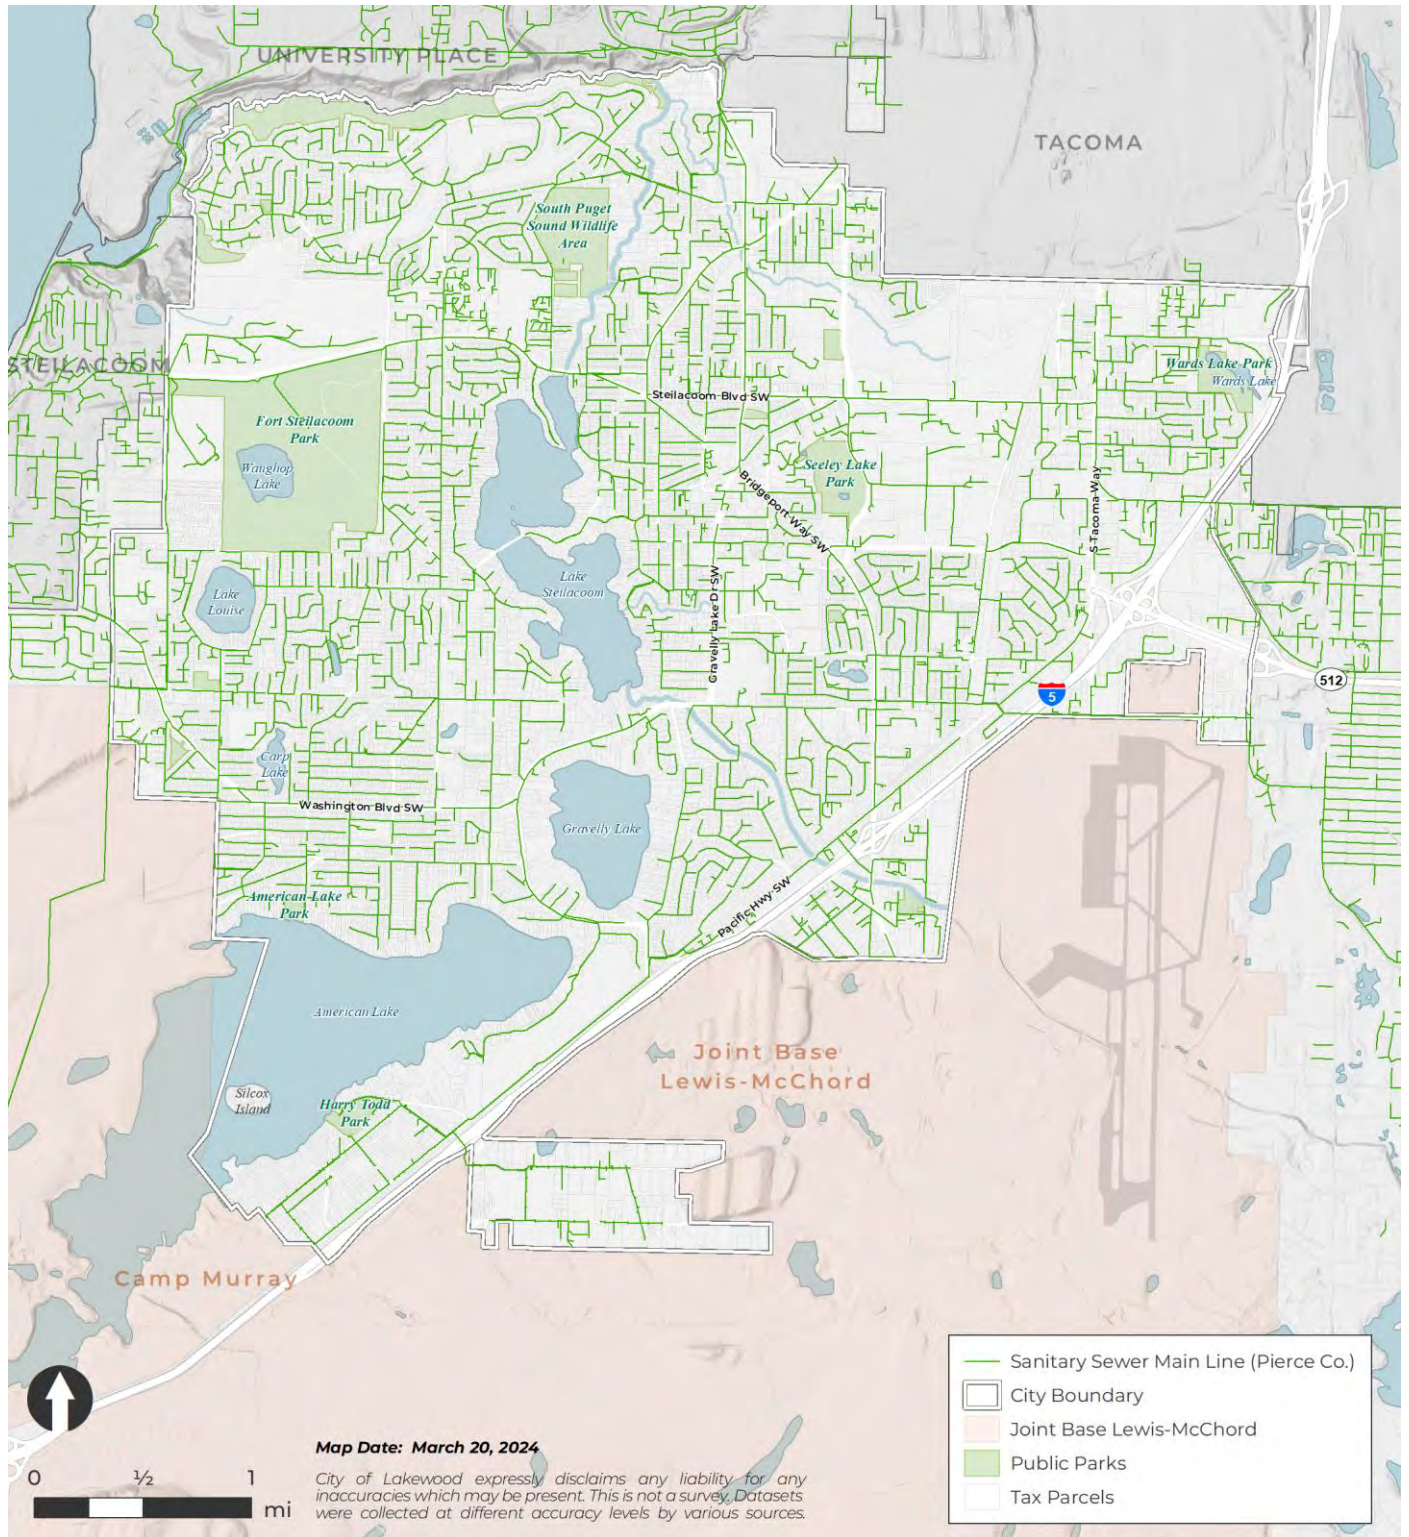 UNIVERSITY PLACE
TACOMA
South Puget
Sound Wildlife
Area
STEILACOOM
Wards Lake Park
Wards Lake
Steilacoom Blvd SW
Fort Steilacoom
Park
Waughop
Lake
Seeley Lake
Park
Bridgeport Way SW
S Tacoma Way
Lake
Steilacoom
Lake
Louise
Gravelly Lake Dr SW
512
5
Carp
Lake
Washington Blvd SW
Gravelly Lake
American Lake
Park
Pacific Hwy SW
American Lake
Joint Base
Lewis-McChord
Silcox
Island
Harry Todd
Park
Camp Murray
Sanitary Sewer Main Line (Pierce Co.)
City Boundary
Joint Base Lewis-McChord
Public Parks
Tax Parcels
0 ½ 1
mi
Map Date: March 20, 2024
City of Lakewood expressly disclaims any liability for any
inaccuracies which may be present. This is not a survey. Datasets
were collected at different accuracy levels by various sources.